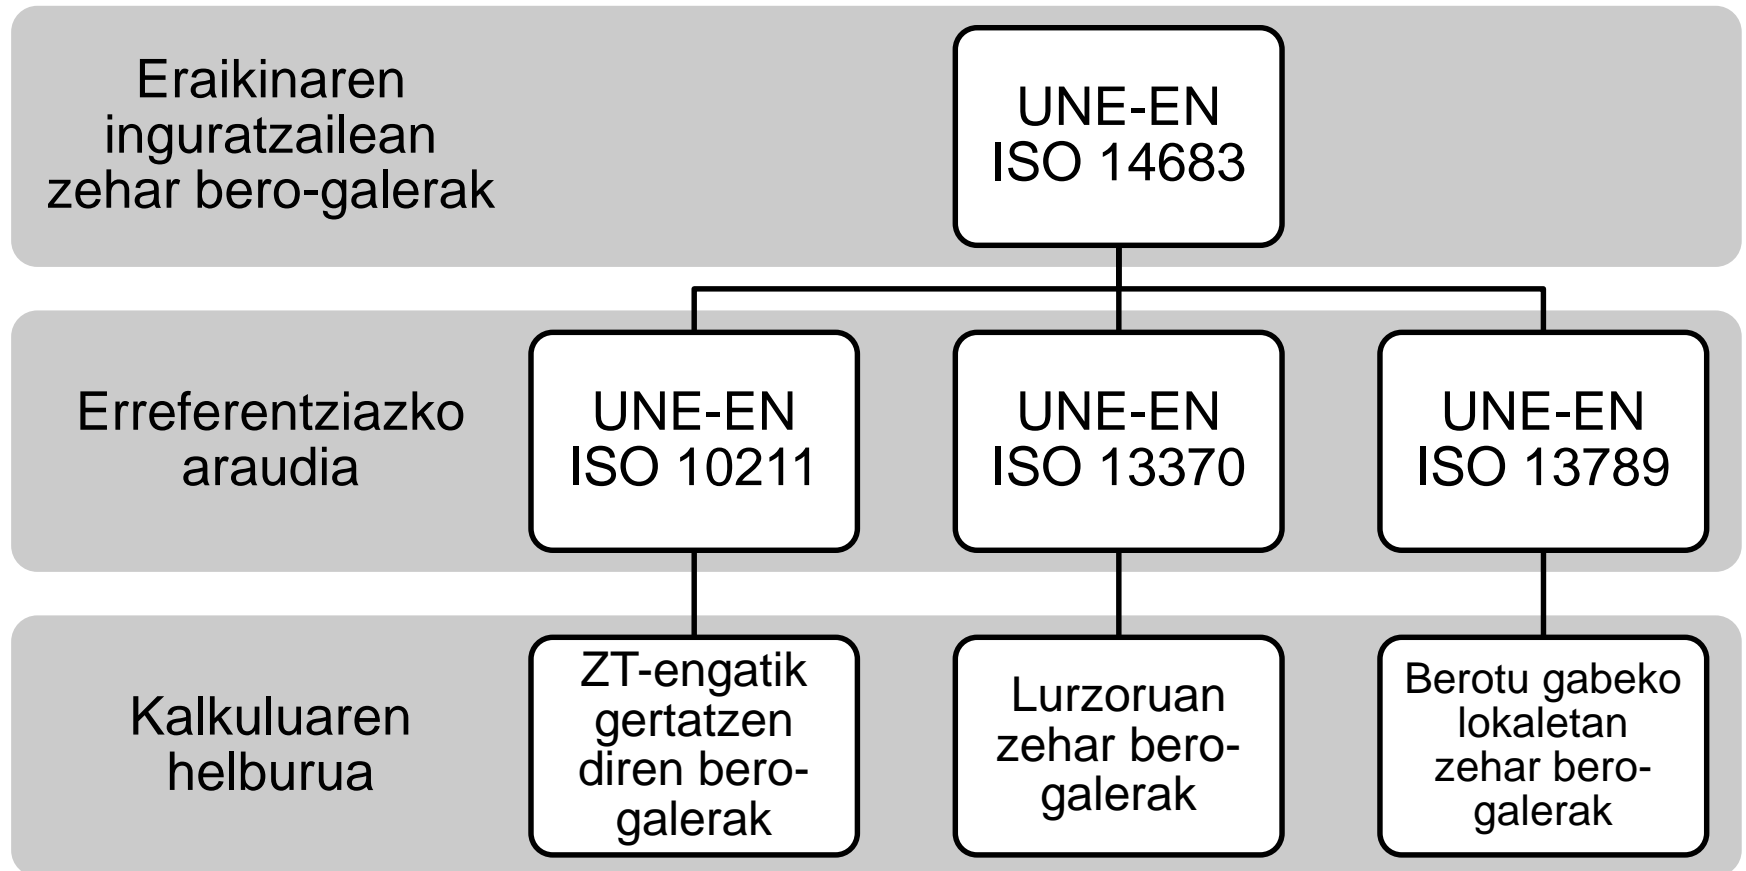 Eraikinaren
inguratzailean
zehar bero-galerak
UNE-EN
ISO 14683
Erreferentziazko
araudia
UNE-EN
ISO 10211
UNE-EN
ISO 13370
UNE-EN
ISO 13789
Kalkuluaren
helburua
ZT-engatik
gertatzen
diren bero-
galerak
Lurzoruan
zehar bero-
galerak
Berotu gabeko
lokaletan
zehar bero-
galerak